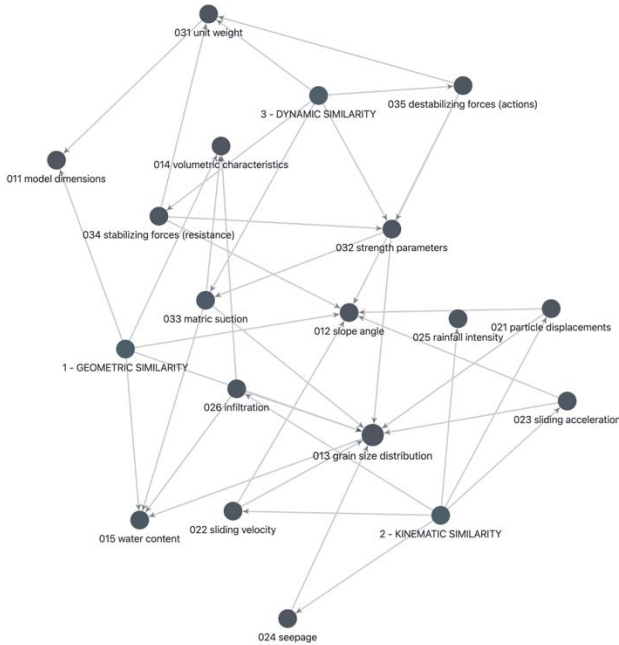 031 unit weight
035 destabilizing forces (actions)
3 - DYNAMIC SIMILARITY
014 volumetric characteristics
011 model dimensions
034 stabilizing forces (resistance)
032 strength parameters
033 matric suction
012 slope angle
021 particle displacements
025 rainfall intensity
1 - GEOMETRIC SIMILARITY
026 infiltration
023 sliding acceleration
013 grain size distribution
022 sliding velocity
2 - KINEMATIC SIMILARITY
015 water content
024 seepage